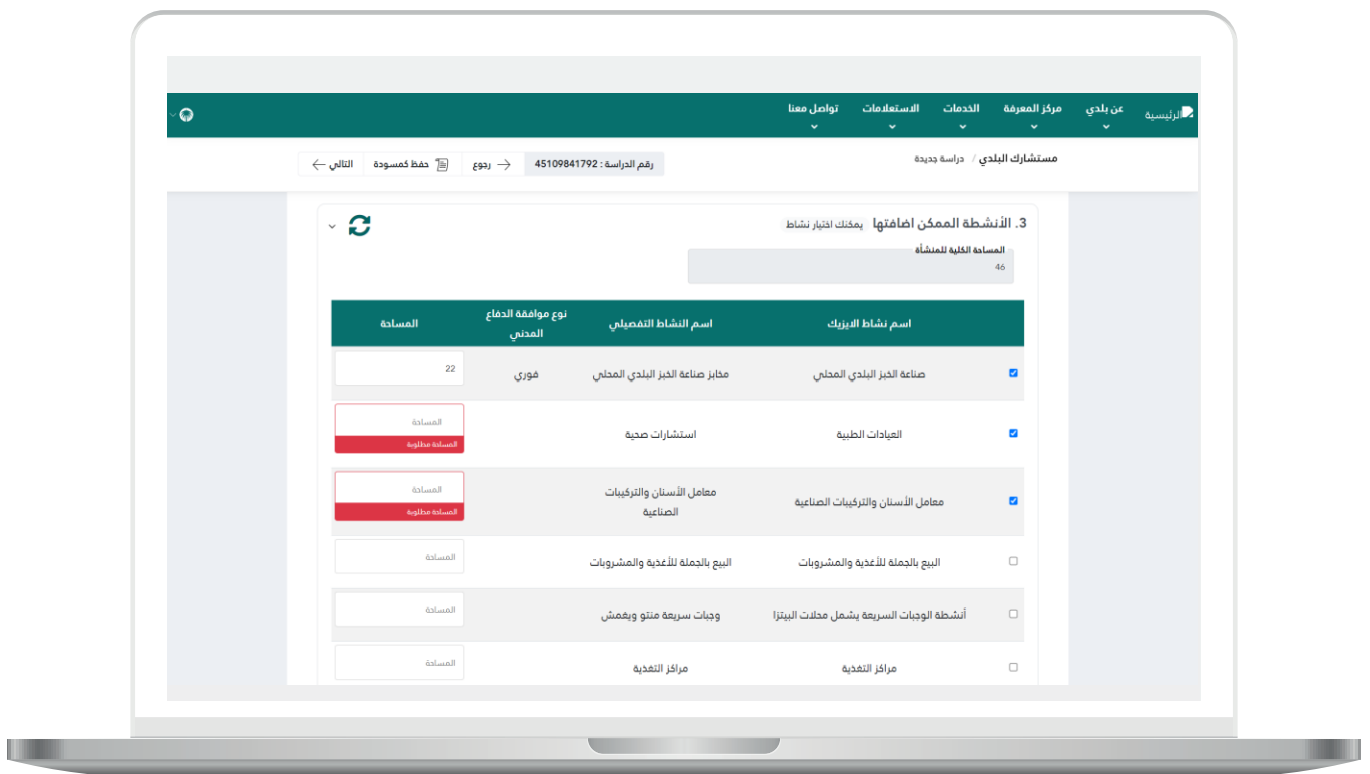 الرئيسية
عن بلدي
مركز المعرفة
الخدمات
الاستعلامات
تواصل معنا
مستشارك البلدي / دراسة جديدة
رقم الدراسة : 45109841792
رجوع
حفظ كمسودة
التالي
3. الأنشطة الممكن اضافتها يمكنك اختيار نشاط
المساحة الكلية للمنشأة
46
اسم نشاط الايزيك
اسم النشاط التفصيلي
نوع موافقة الدفاع
المدني
المساحة
صناعة الخبز البلدي المحلي
مخابز صناعة الخبز البلدي المحلي
فوري
22
العيادات الطبية
استشارات صحية
المساحة
المساحة مطلوبة
معامل الأسنان والتركيبات الصناعية
معامل الأسنان والتركيبات
الصناعية
المساحة
المساحة مطلوبة
البيع بالجملة للأغذية والمشروبات
البيع بالجملة للأغذية والمشروبات
المساحة
أنشطة الوجبات السريعة يشمل محلات البيتزا
وجبات سريعة منتو ويغمش
المساحة
مراكز التغذية
مراكز التغذية
المساحة